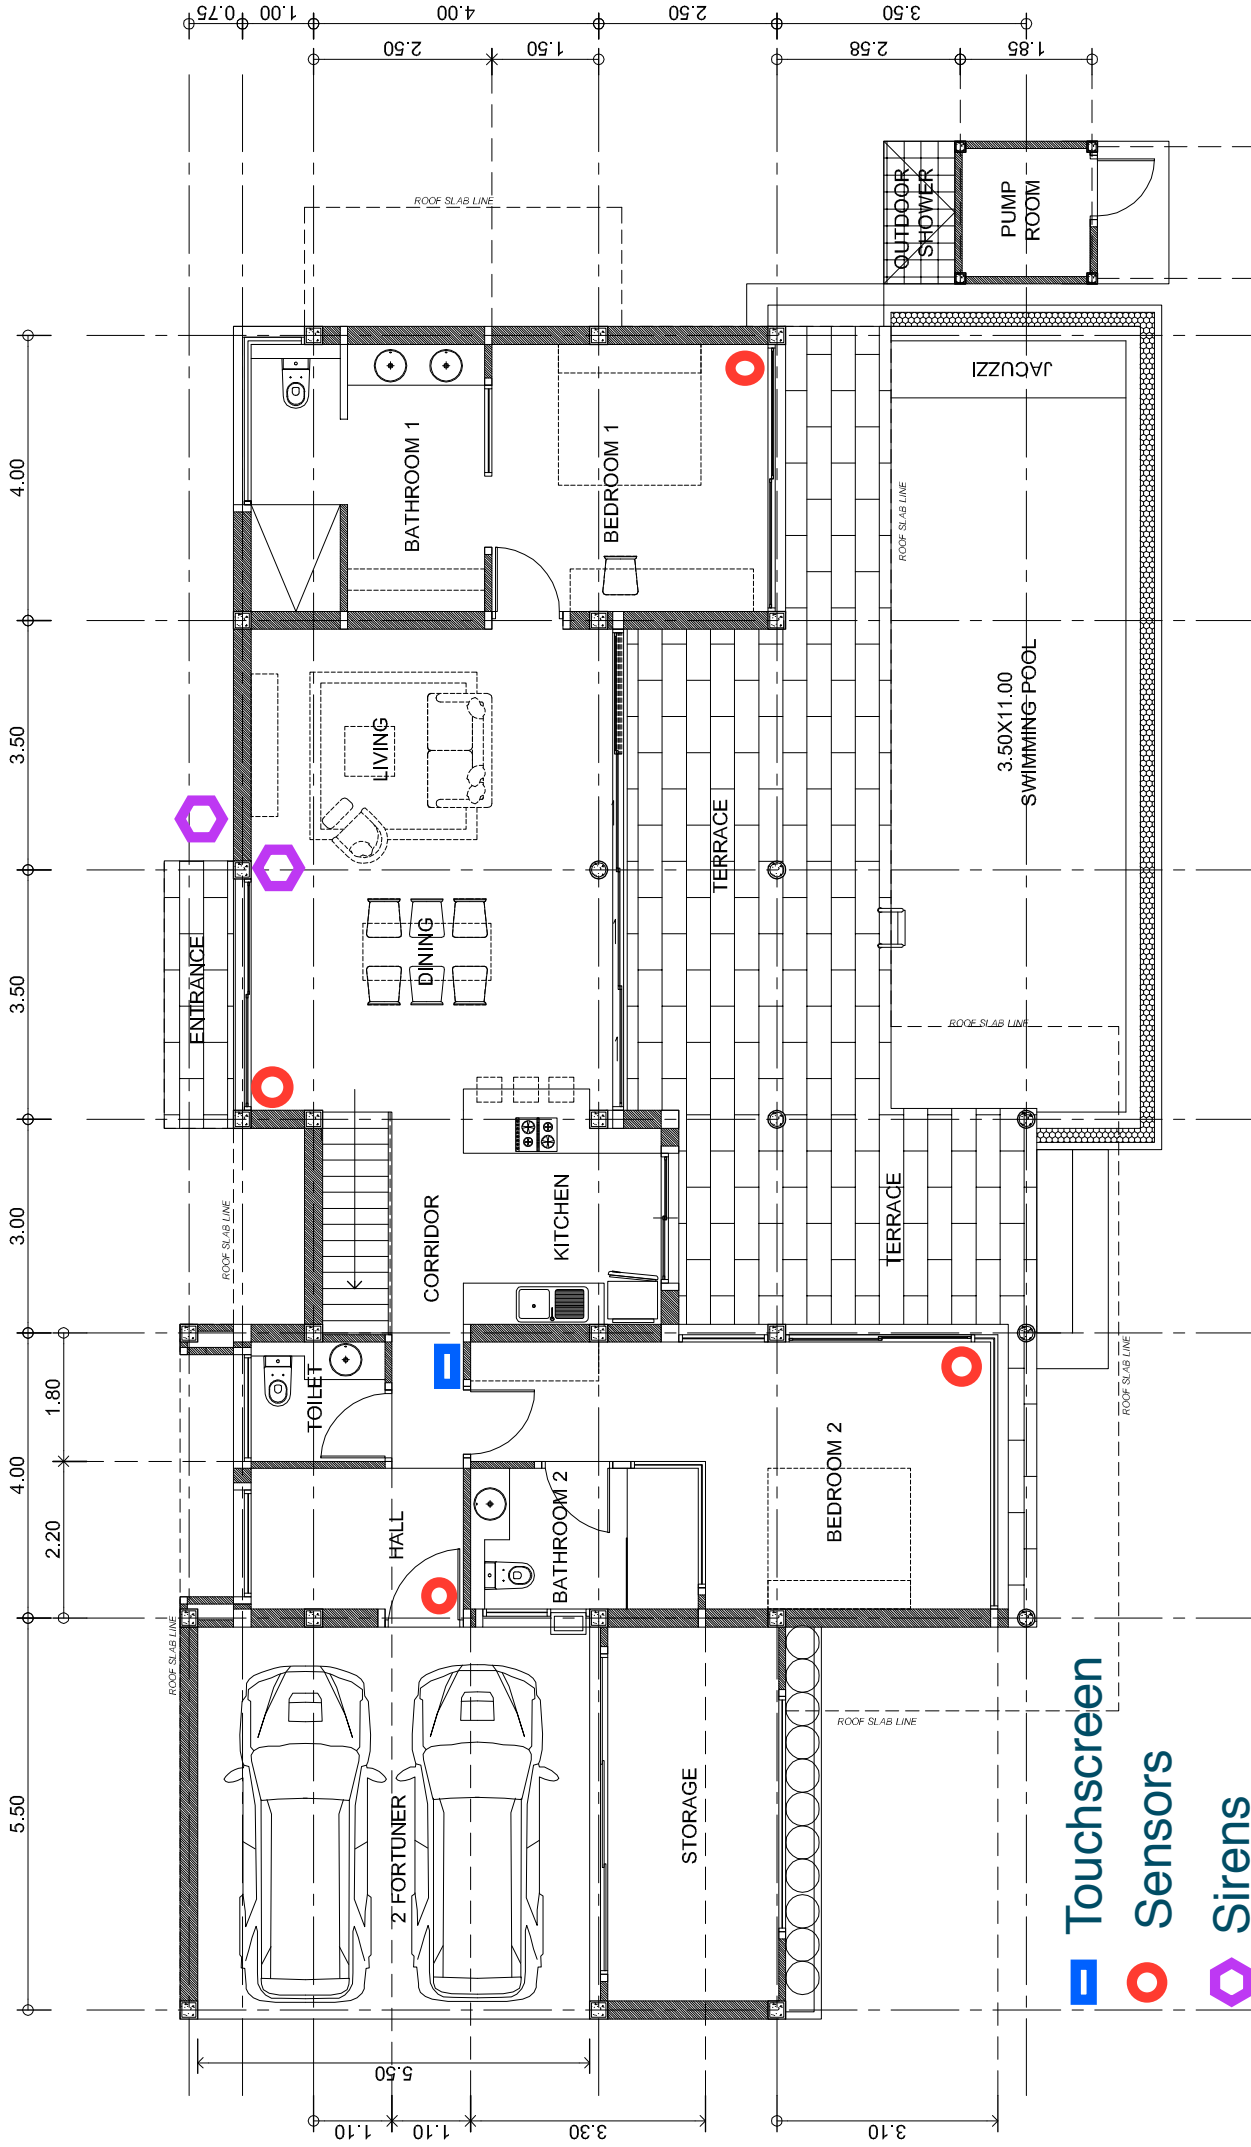 0.75
1.00
4.00
2.50
3.50
2.50
1.50
2.58
1.85
ROOF SLAB LINE
OUTDOOR
SHOWER
PUMP
ROOM
JACUZZI
4.00
BATHROOM 1
BEDROOM 1
ROOF SLAB LINE
3.50
LIVING
3.50X11.00
SWIMMING POOL
TERRACE
3.50
ENTRANCE
DINING
ROOF SLAB LINE
3.00
ROOF SLAB LINE
CORRIDOR
KITCHEN
TERRACE
1.80
4.00
2.20
TOILET
HALL
BATHROOM 2
BEDROOM 2
ROOF SLAB LINE
ROOF SLAB LINE
5.50
2 FORTUNER
STORAGE
ROOF SLAB LINE
5.50
1.10
1.10
3.30
3.10
Touchscreen
Sensors
Sirens